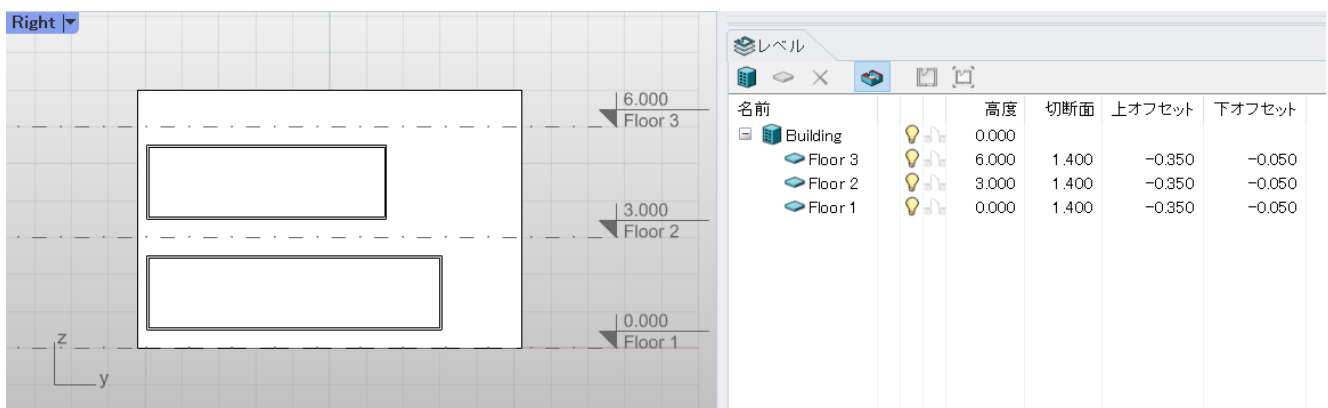 Right
6.000
Floor 3
3.000
Floor 2
0.000
Floor 1
z
y
レベル
名前 高度 切断面 上オフセット 下オフセット
Building 0.000
Floor 3 6.000 1.400 -0.350 -0.050
Floor 2 3.000 1.400 -0.350 -0.050
Floor 1 0.000 1.400 -0.350 -0.050